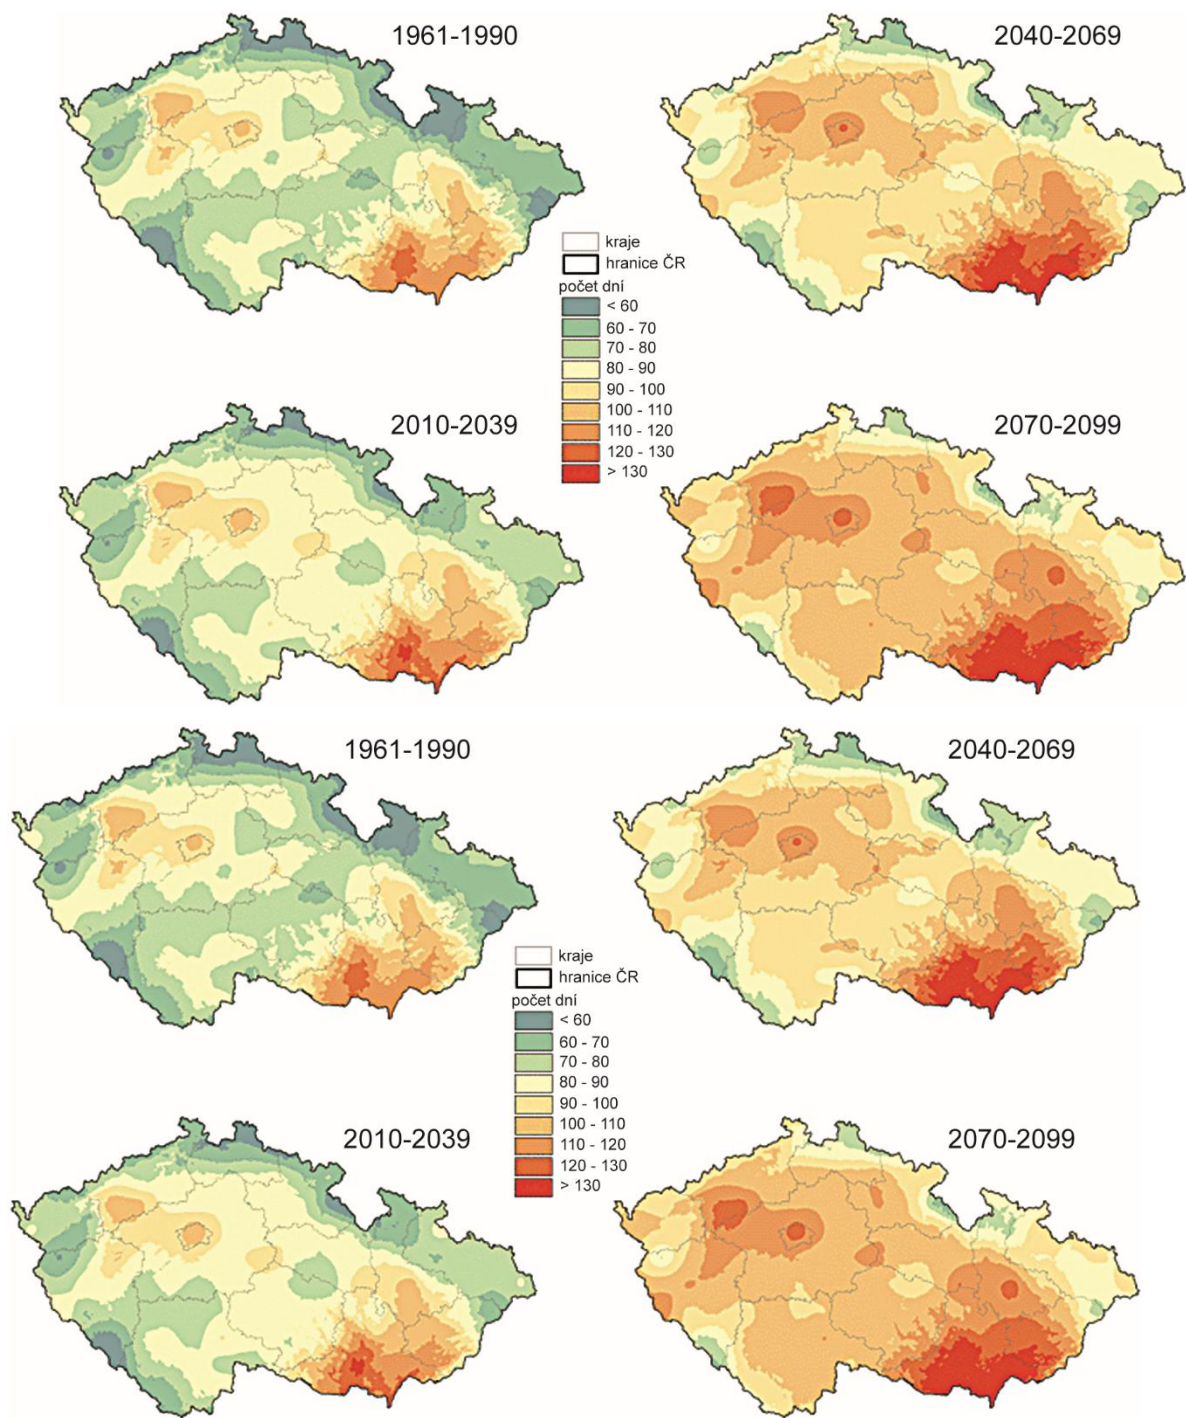 1961-1990
2040-2069
kraje
hranice ČR
počet dní
< 60
60 - 70
70 - 80
80 - 90
90 - 100
100 - 110
110 - 120
120 - 130
> 130
2010-2039
2070-2099
1961-1990
2040-2069
kraje
hranice ČR
počet dní
< 60
60 - 70
70 - 80
80 - 90
90 - 100
100 - 110
110 - 120
120 - 130
> 130
2010-2039
2070-2099